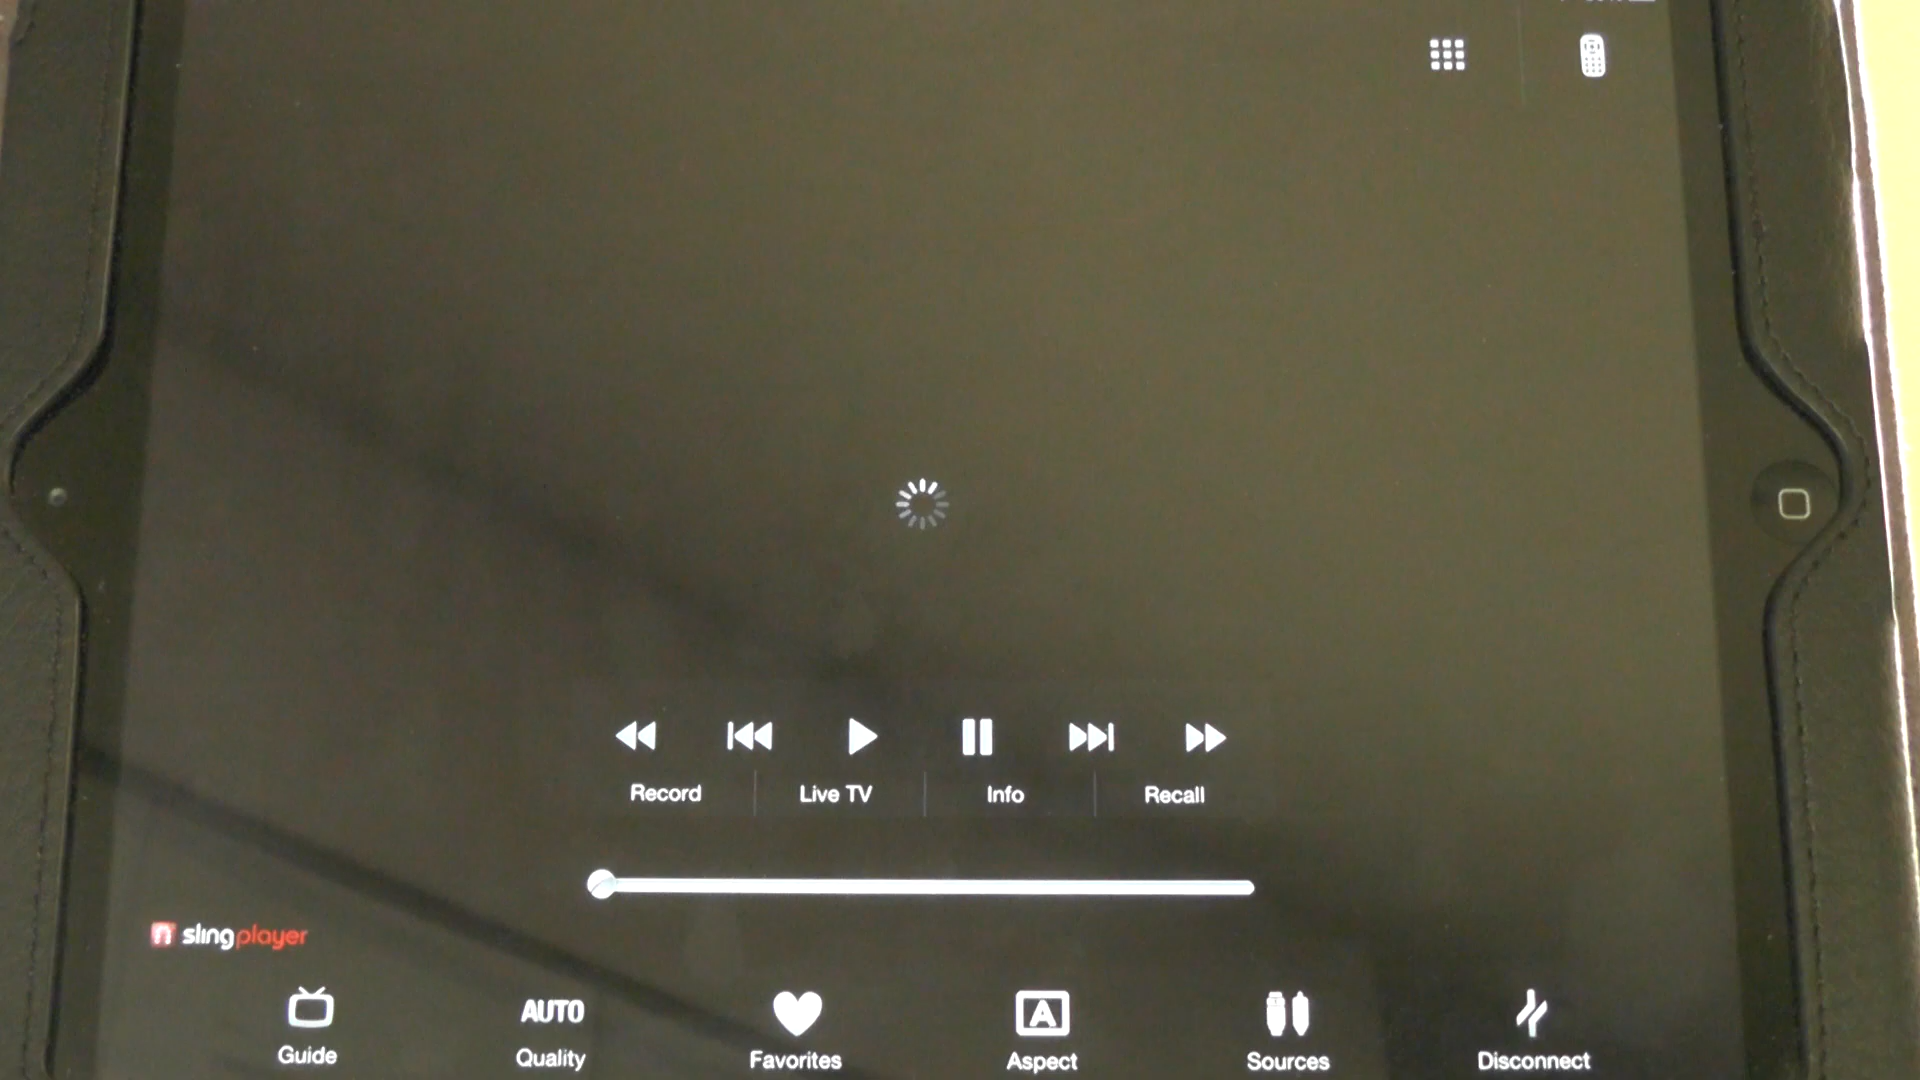 Record Live TV Info Recall
slingplayer
AUTO
Guide Quality Favorites A Aspect Sources Disconnect